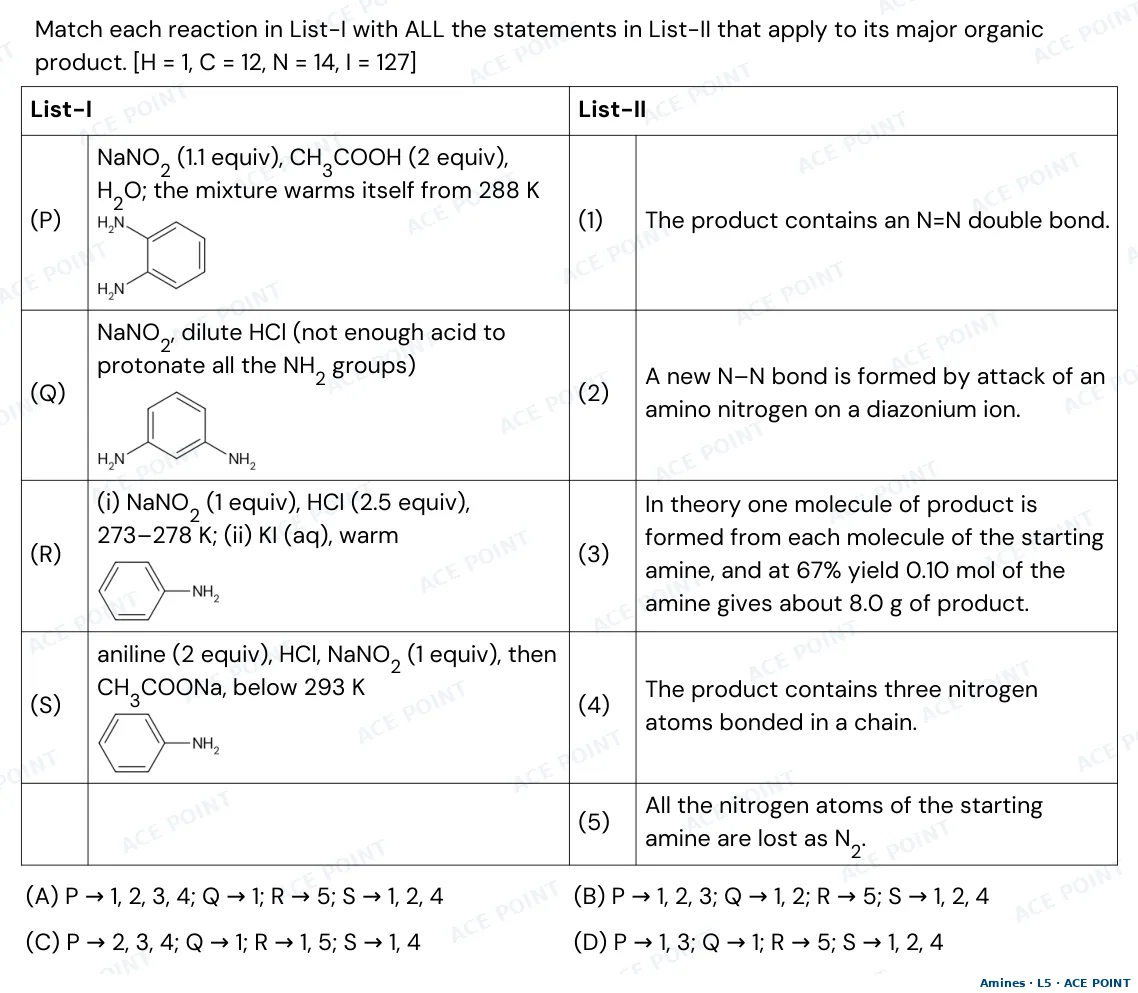 Match each reaction in List-I with ALL the statements in List-II that apply to its major organic
product. [H = 1, C = 12, N = 14, I = 127]
List-I
List-II
(P)
NaNO2 (1.1 equiv), CH3COOH (2 equiv),
H2O; the mixture warms itself from 288 K
H2N
H2N
(1)
The product contains an N=N double bond.
(Q)
NaNO2, dilute HCl (not enough acid to
protonate all the NH2 groups)
H2N
NH2
(2)
A new N–N bond is formed by attack of an
amino nitrogen on a diazonium ion.
(R)
(i) NaNO2 (1 equiv), HCl (2.5 equiv),
273–278 K; (ii) KI (aq), warm
NH2
(3)
In theory one molecule of product is
formed from each molecule of the starting
amine, and at 67% yield 0.10 mol of the
amine gives about 8.0 g of product.
(S)
aniline (2 equiv), HCl, NaNO2 (1 equiv), then
CH3COONa, below 293 K
NH2
(4)
The product contains three nitrogen
atoms bonded in a chain.
(5)
All the nitrogen atoms of the starting
amine are lost as N2.
(A) P → 1, 2, 3, 4; Q → 1; R → 5; S → 1, 2, 4
(B) P → 1, 2, 3; Q → 1, 2; R → 5; S → 1, 2, 4
(C) P → 2, 3, 4; Q → 1; R → 1, 5; S → 1, 4
(D) P → 1, 3; Q → 1; R → 5; S → 1, 2, 4
Amines · L5 · ACE POINT